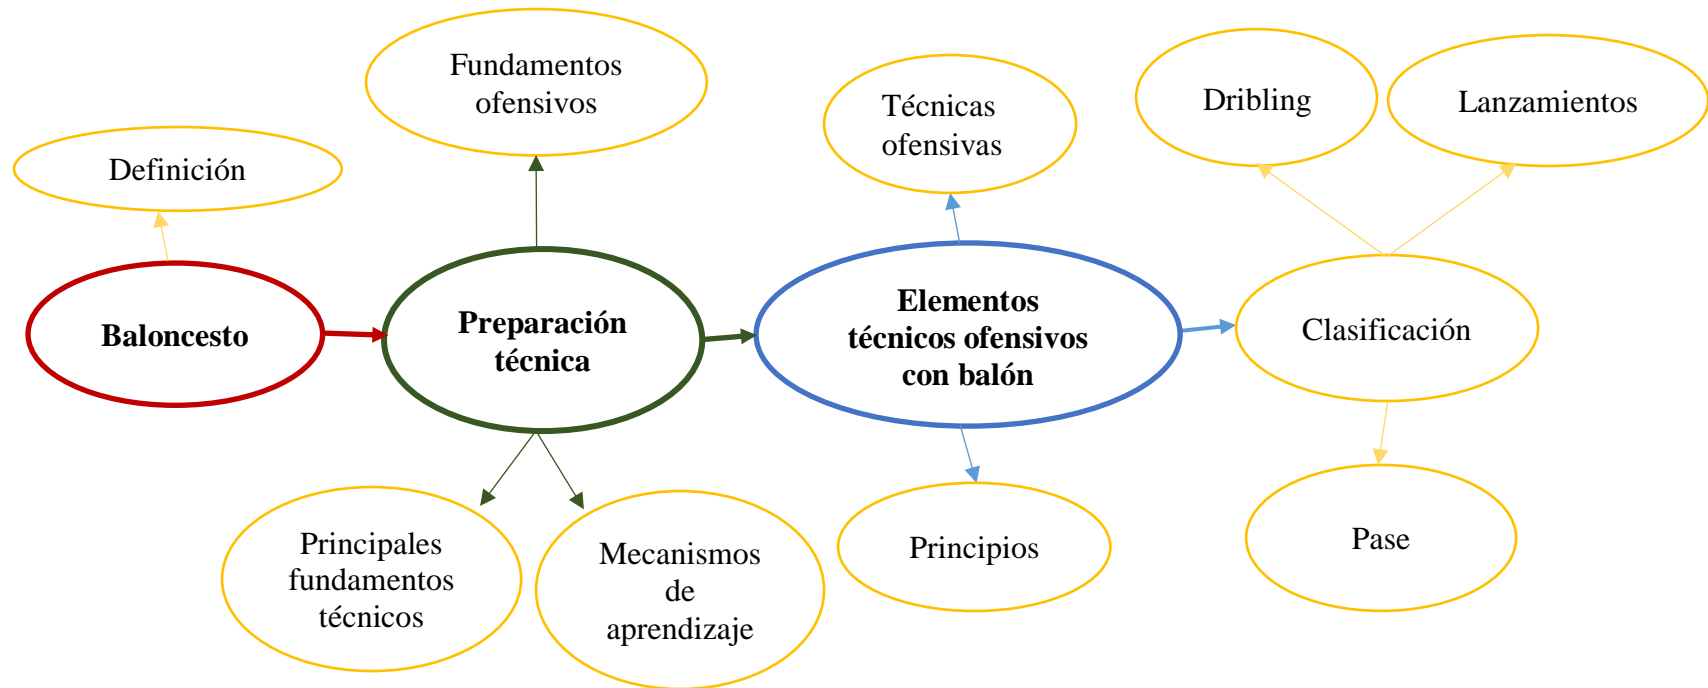 Fundamentos
ofensivos
Técnicas
ofensivas
Dribling
Lanzamientos
Definición
Baloncesto
Preparación
técnica
Elementos
técnicos ofensivos
con balón
Clasificación
Principales
fundamentos
técnicos
Mecanismos
de
aprendizaje
Principios
Pase